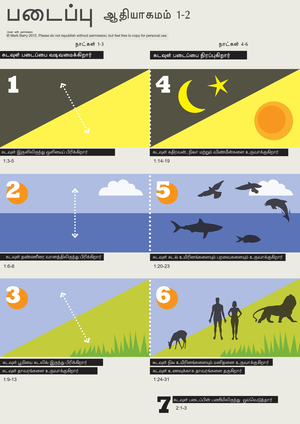 படைப்பு ஆதியாகமம் 1-2
Used with permission
© Mark Barry 2012. Please do not republish without permission, but feel free to copy for personal use.
நாட்கள் 1-3
நாட்கள் 4-6
கடவுள் படைப்பை வடிவமைக்கிறார்
கடவுள் படைப்பை நிரப்புகிறார்
1
4
கடவுள் இருளிலிருந்து ஒளியைப் பிரிக்கிறார்
1:3-5
கடவுள் சூரியன், நிலா மற்றும் விண்மீன்களை உருவாக்குகிறார்
1:14-19
2
5
கடவுள் தண்ணீரை வானத்திலிருந்து பிரிக்கிறார்
1:6-8
கடவுள் கடல் உயிரினங்களையும் பறவைகளையும் உருவாக்குகிறார்
1:20-23
3
6
கடவுள் பூமியை கடலில் இருந்து பிரிக்கிறார்
கடவுள் தாவரங்களை உருவாக்குகிறார்
1:9-13
கடவுள் நில உயிரினங்களையும் மனிதனை உருவாக்குகிறார்
கடவுள் உணவுக்காக தாவரங்களை தருகிறார்
1:24-31
7
கடவுள் படைப்பின் பணியிலிருந்து ஓய்வெடுத்தார்
2:1-3